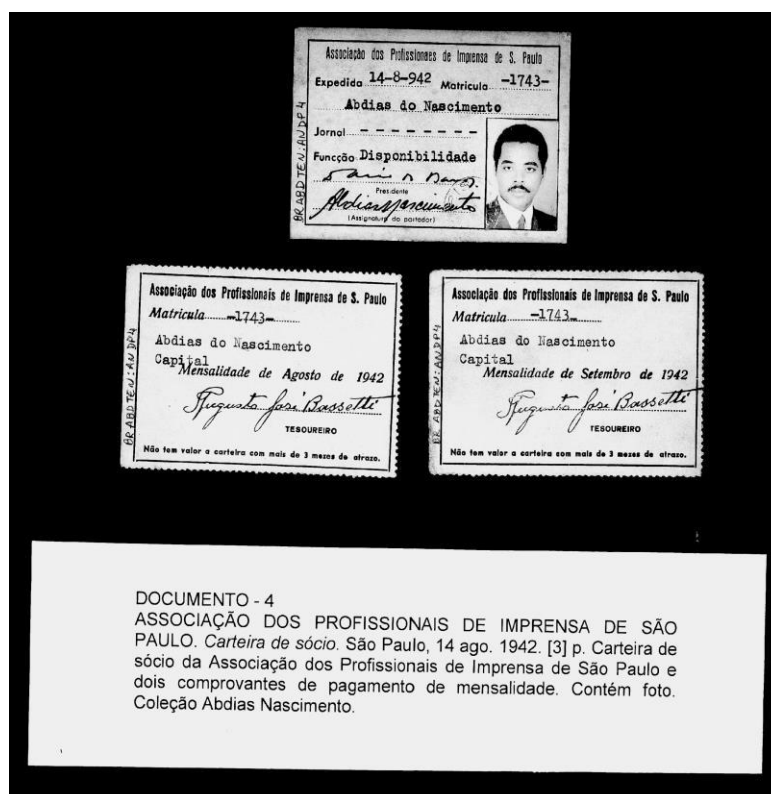 Associação dos Profissionaes de Imprensa de S. Paulo
Expedida 14-8-942 Matricula -1743-
Abdias do Nascimento
Jornal - - - - - - - -
Funcção Disponibilidade
Presidente
Abdias Nascimento
(Assignatura do portador)
BR ABDTEN: AN DP4
Associação dos Profissionais de Imprensa de S. Paulo
Matricula -1743-
Abdias do Nascimento
Capital
Mensalidade de Agosto de 1942
Augusto José Bassetti
TESOUREIRO
Não tem valor a carteira com mais de 3 mezes de atrazo.
BR ABDTEN: AN DP4
Associação dos Profissionais de Imprensa de S. Paulo
Matricula -1743-
Abdias do Nascimento
Capital
Mensalidade de Setembro de 1942
Augusto José Bassetti
TESOUREIRO
Não tem valor a carteira com mais de 3 mezes de atrazo.
BR ABDTEN: AN DP4
DOCUMENTO - 4
ASSOCIAÇÃO DOS PROFISSIONAIS DE IMPRENSA DE SÃO
PAULO. Carteira de sócio. São Paulo, 14 ago. 1942. [3] p. Carteira de
sócio da Associação dos Profissionais de Imprensa de São Paulo e
dois comprovantes de pagamento de mensalidade. Contém foto.
Coleção Abdias Nascimento.